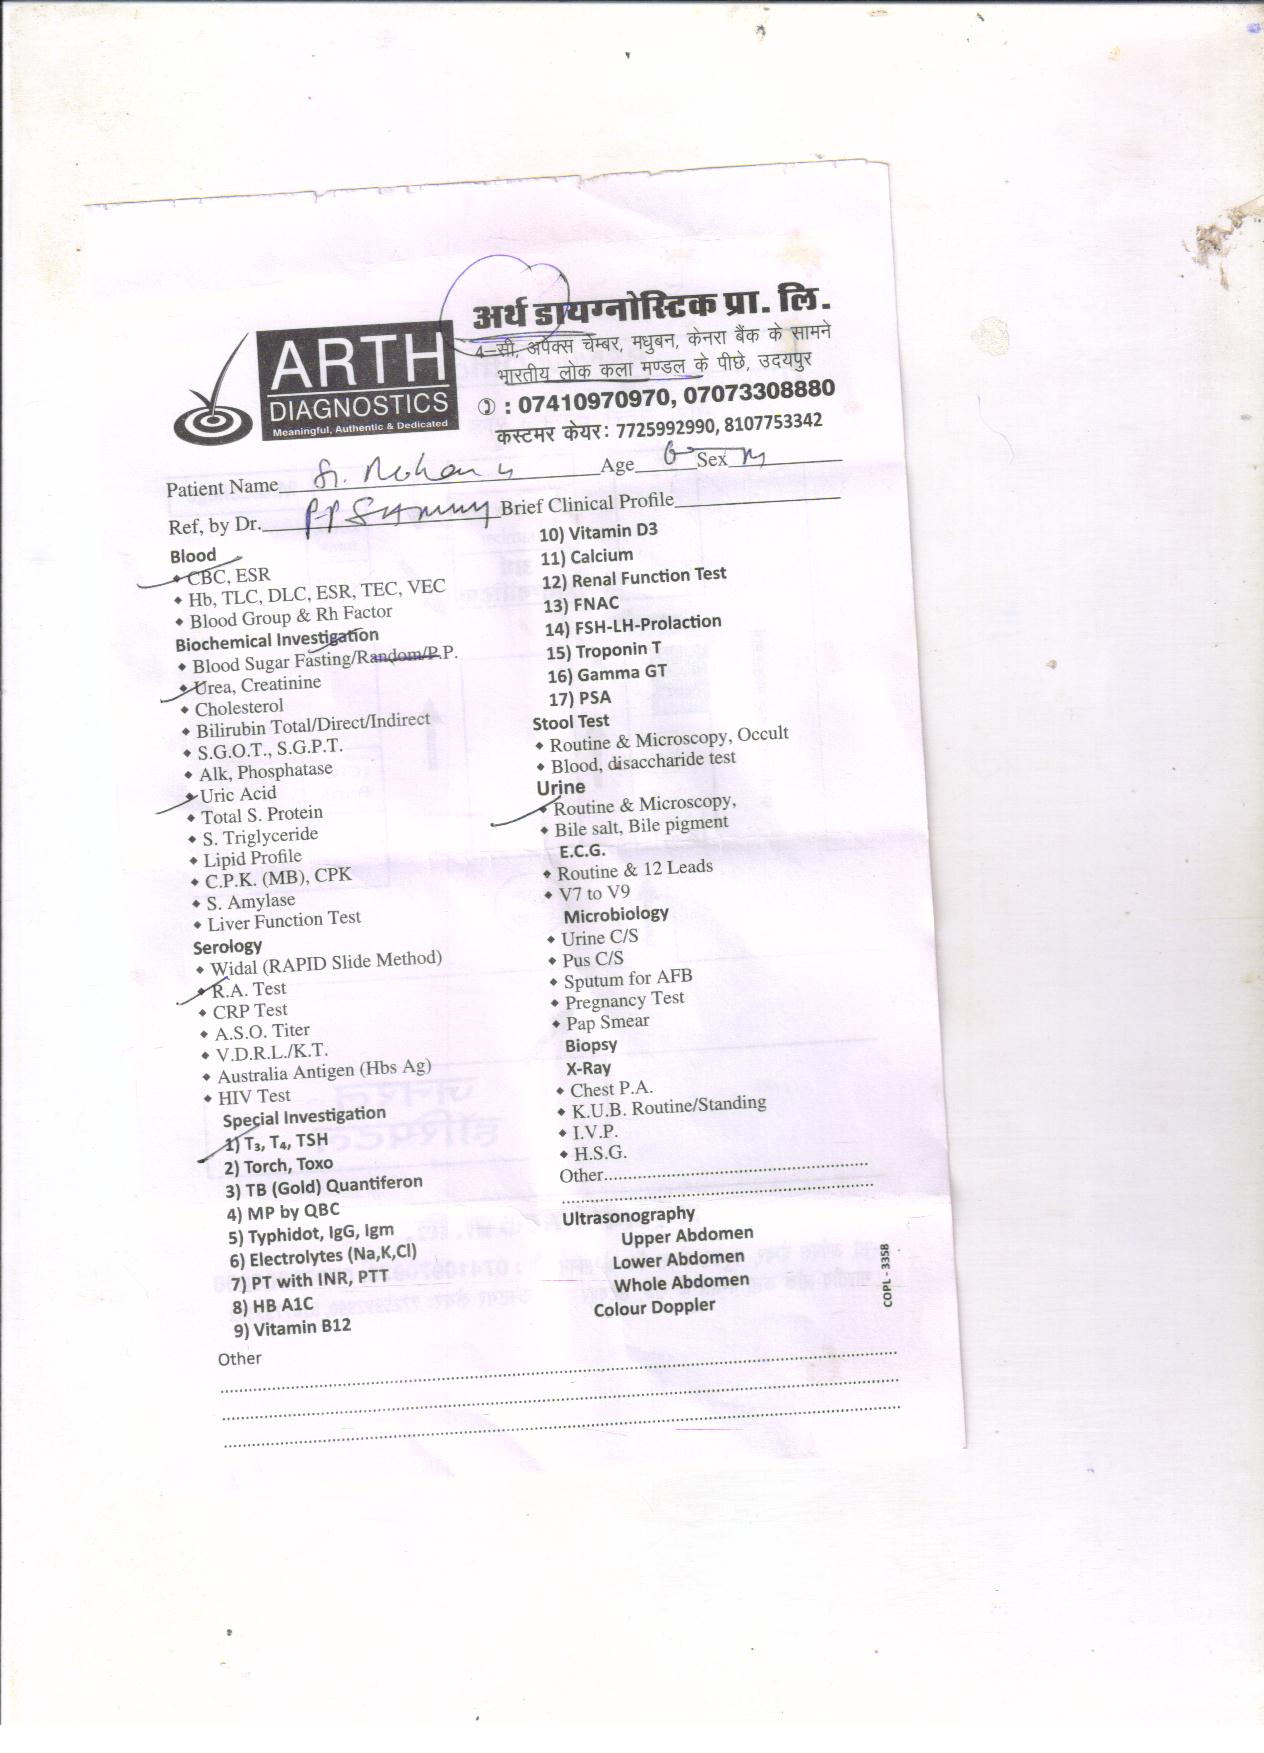 अर्थ डायग्नोस्टिक प्रा. लि.
4-सी, अपेक्स चेम्बर, मधुबन, केनरा बैंक के सामने
भारतीय लोक कला मण्डल के पीछे, उदयपुर
: 07410970970, 07073308880
कस्टमर केयर: 7725992990, 8107753342
ARTH
DIAGNOSTICS
Meaningful, Authentic & Dedicated
Patient Name Age Sex M
Ref, by Dr. Brief Clinical Profile
Blood
CBC, ESR
Hb, TLC, DLC, ESR, TEC, VEC
Blood Group & Rh Factor
Biochemical Investigation
Blood Sugar Fasting/Random/P.P.
Urea, Creatinine
Cholesterol
Bilirubin Total/Direct/Indirect
S.G.O.T., S.G.P.T.
Alk, Phosphatase
Uric Acid
Total S. Protein
S. Triglyceride
Lipid Profile
C.P.K. (MB), CPK
S. Amylase
Liver Function Test
Serology
Widal (RAPID Slide Method)
R.A. Test
CRP Test
A.S.O. Titer
V.D.R.L./K.T.
Australia Antigen (Hbs Ag)
HIV Test
Special Investigation
1) T₃, T₄, TSH
2) Torch, Toxo
3) TB (Gold) Quantiferon
4) MP by QBC
5) Typhidot, IgG, Igm
6) Electrolytes (Na,K,Cl)
7) PT with INR, PTT
8) HB A1C
9) Vitamin B12
10) Vitamin D3
11) Calcium
12) Renal Function Test
13) FNAC
14) FSH-LH-Prolaction
15) Troponin T
16) Gamma GT
17) PSA
Stool Test
Routine & Microscopy, Occult
Blood, disaccharide test
Urine
Routine & Microscopy,
Bile salt, Bile pigment
E.C.G.
Routine & 12 Leads
V7 to V9
Microbiology
Urine C/S
Pus C/S
Sputum for AFB
Pregnancy Test
Pap Smear
Biopsy
X-Ray
Chest P.A.
K.U.B. Routine/Standing
I.V.P.
H.S.G.
Other
Ultrasonography
Upper Abdomen
Lower Abdomen
Whole Abdomen
Colour Doppler
COPL - 3358
Other